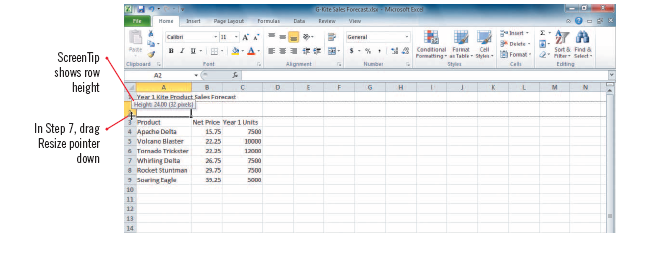 ScreenTip
shows row
height
In Step 7, drag
Resize pointer
down
G-Kite Sales Forecast.xlsx - Microsoft Excel
File Home Insert Page Layout Formulas Data Review View
Calibri 11 A A General Conditional Format Cell Insert Σ Sort & Find &
Paste B I U $ % , Formatting as Table Styles Delete Filter Select
Format
Clipboard Font Alignment Number Styles Cells Editing
A2 fx
A B C D E F G H I J K L M N
1 Year 1 Kite Product Sales Forecast
Height: 24.00 (32 pixels)
3 Product Net Price Year 1 Units
4 Apache Delta 15.75 7500
5 Volcano Blaster 22.25 10000
6 Tornado Trickster 22.25 12000
7 Whirling Delta 26.75 7500
8 Rocket Stuntman 29.75 7500
9 Soaring Eagle 35.25 5000
10
11
12
13
14